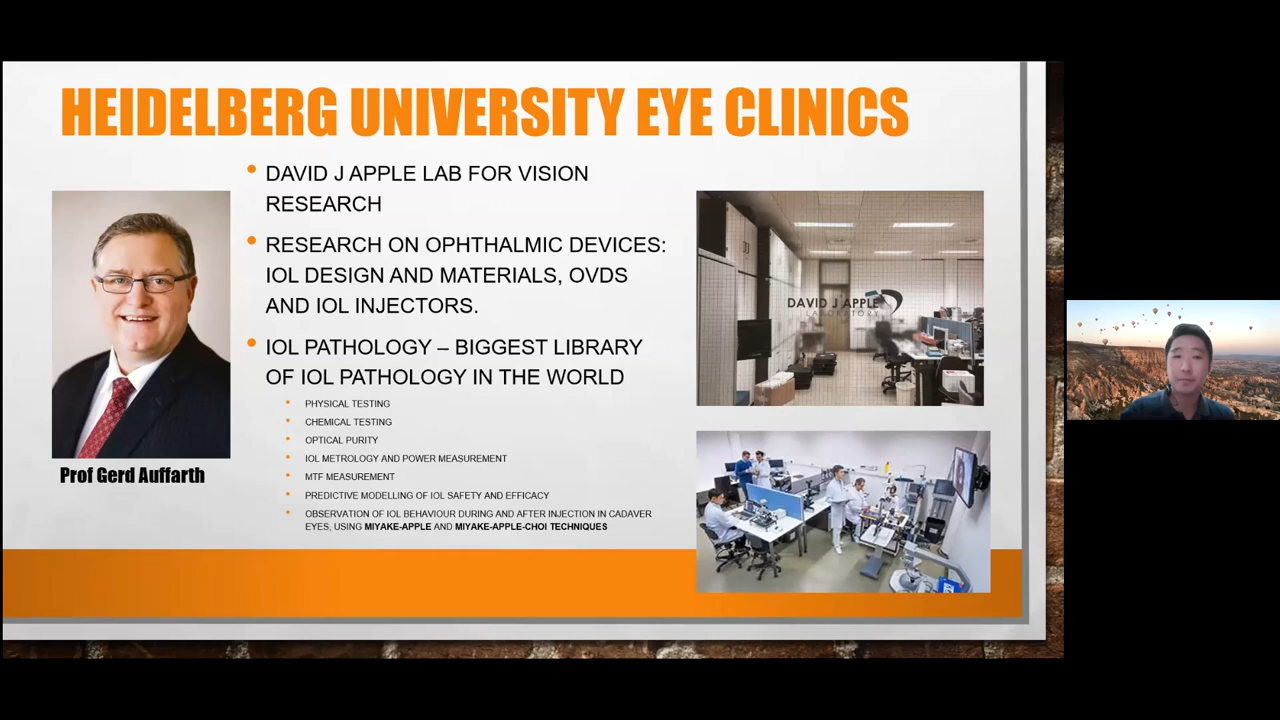 HEIDELBERG UNIVERSITY EYE CLINICS
• DAVID J APPLE LAB FOR VISION
RESEARCH
• RESEARCH ON OPHTHALMIC DEVICES:
IOL DESIGN AND MATERIALS, OVDS
AND IOL INJECTORS.
• IOL PATHOLOGY – BIGGEST LIBRARY
OF IOL PATHOLOGY IN THE WORLD
• PHYSICAL TESTING
• CHEMICAL TESTING
• OPTICAL PURITY
• IOL METROLOGY AND POWER MEASUREMENT
• MTF MEASUREMENT
• PREDICTIVE MODELLING OF IOL SAFETY AND EFFICACY
• OBSERVATION OF IOL BEHAVIOUR DURING AND AFTER INJECTION IN CADAVER
EYES, USING MIYAKE-APPLE AND MIYAKE-APPLE-CHOI TECHNIQUES
Prof Gerd Auffarth
DAVID J APPLE
LABORATORY